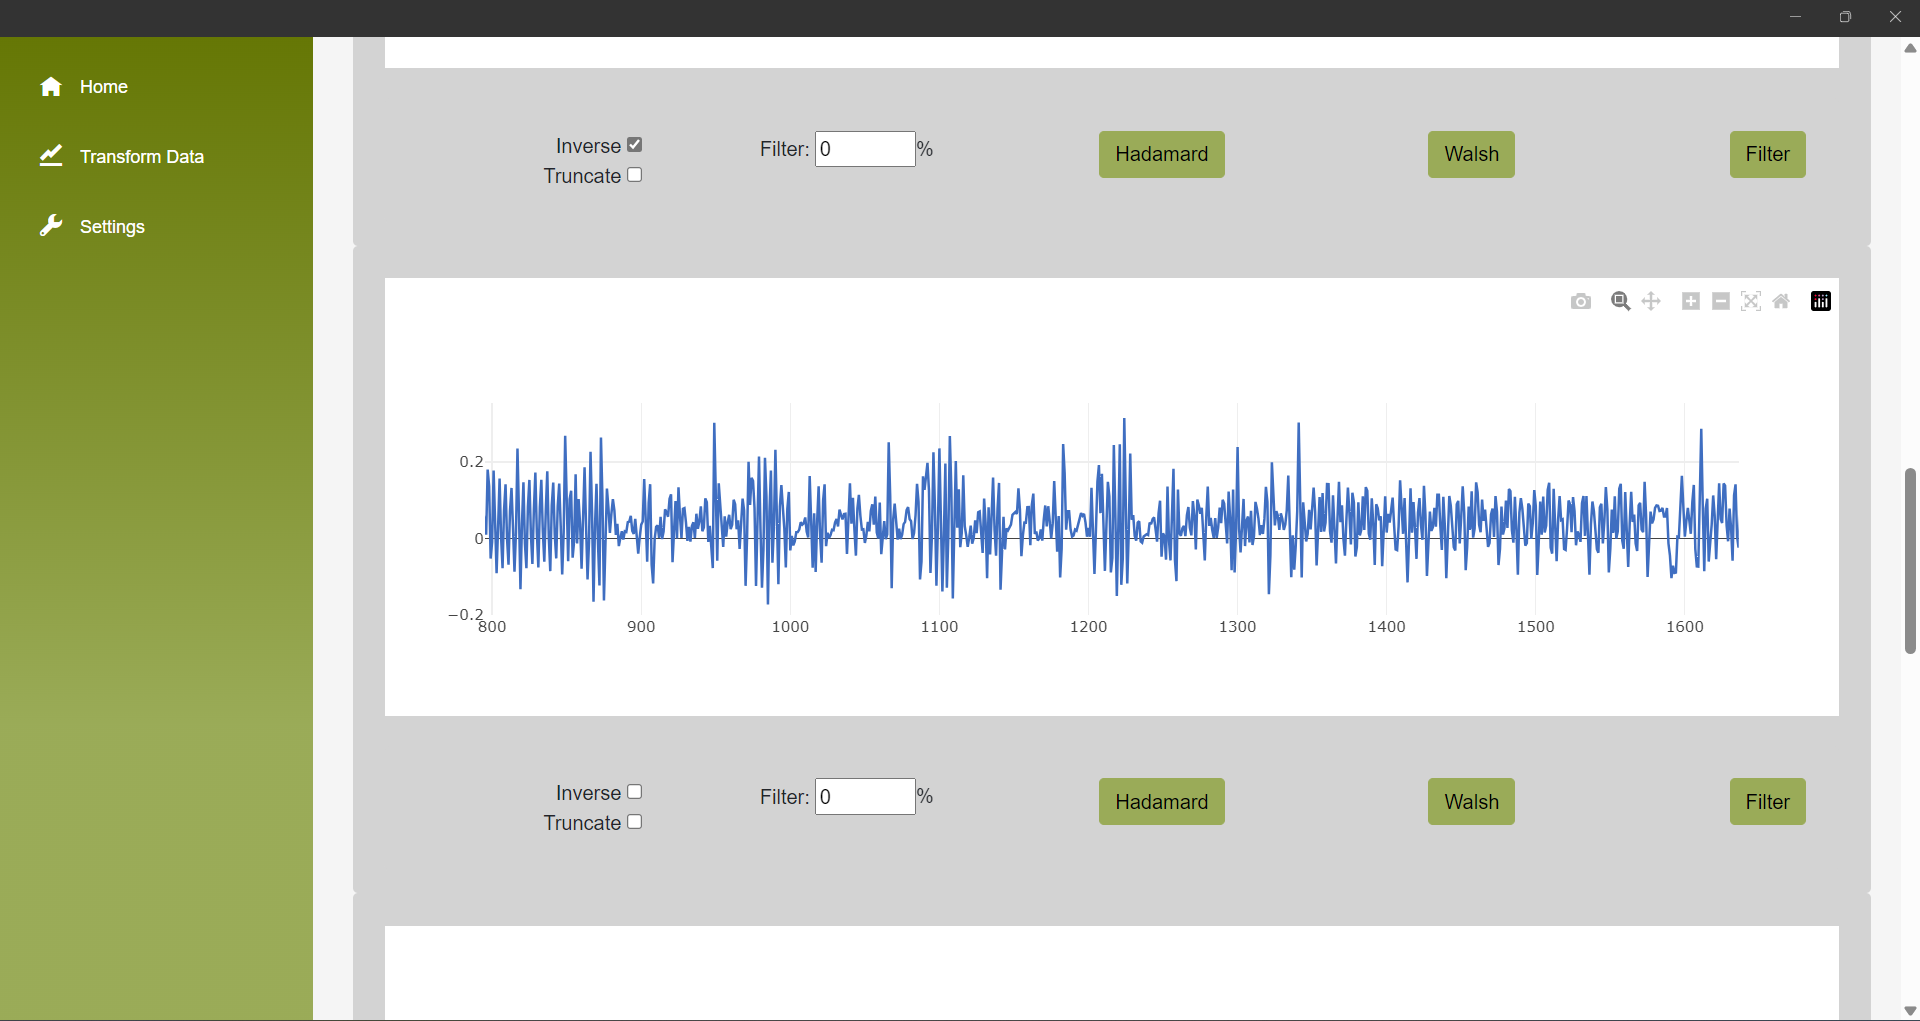 Home
Transform Data
Settings
Inverse
Truncate
Filter: 0 %
Hadamard
Walsh
Filter
0.2
0
−0.2
800 900 1000 1100 1200 1300 1400 1500 1600
Inverse
Truncate
Filter: 0 %
Hadamard
Walsh
Filter